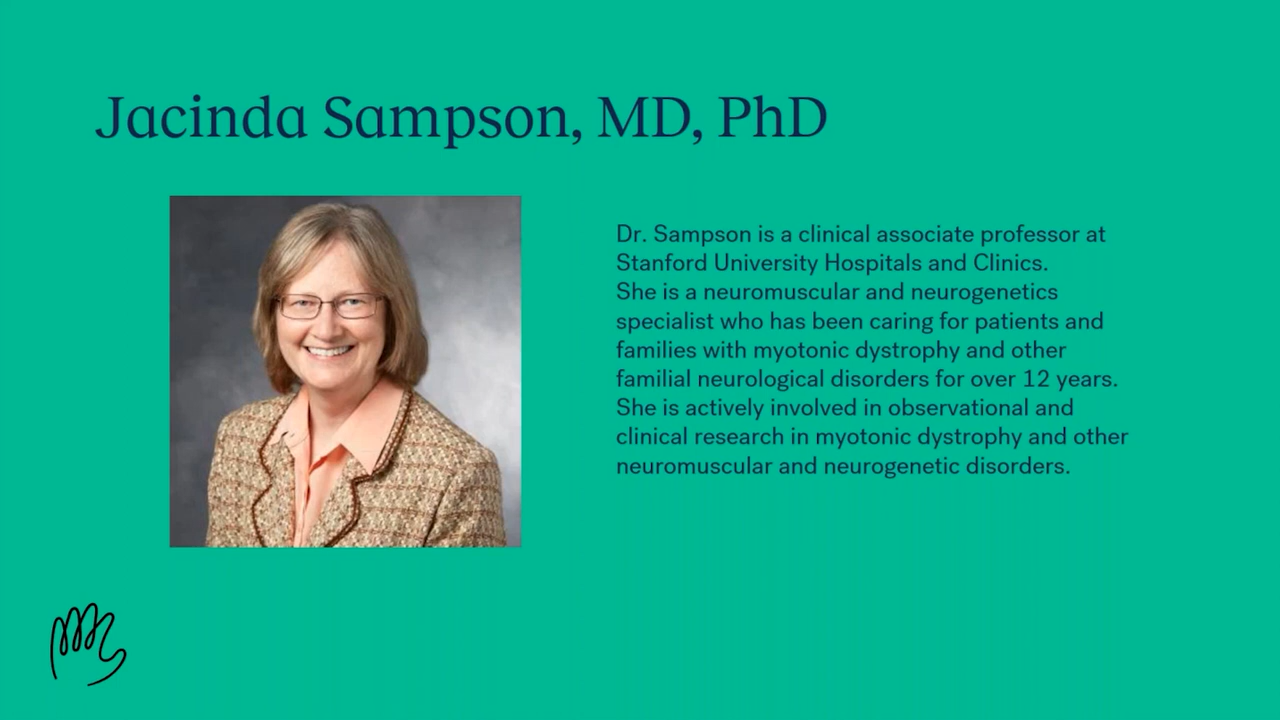 Jacinda Sampson, MD, PhD
Dr. Sampson is a clinical associate professor at
Stanford University Hospitals and Clinics.
She is a neuromuscular and neurogenetics
specialist who has been caring for patients and
families with myotonic dystrophy and other
familial neurological disorders for over 12 years.
She is actively involved in observational and
clinical research in myotonic dystrophy and other
neuromuscular and neurogenetic disorders.